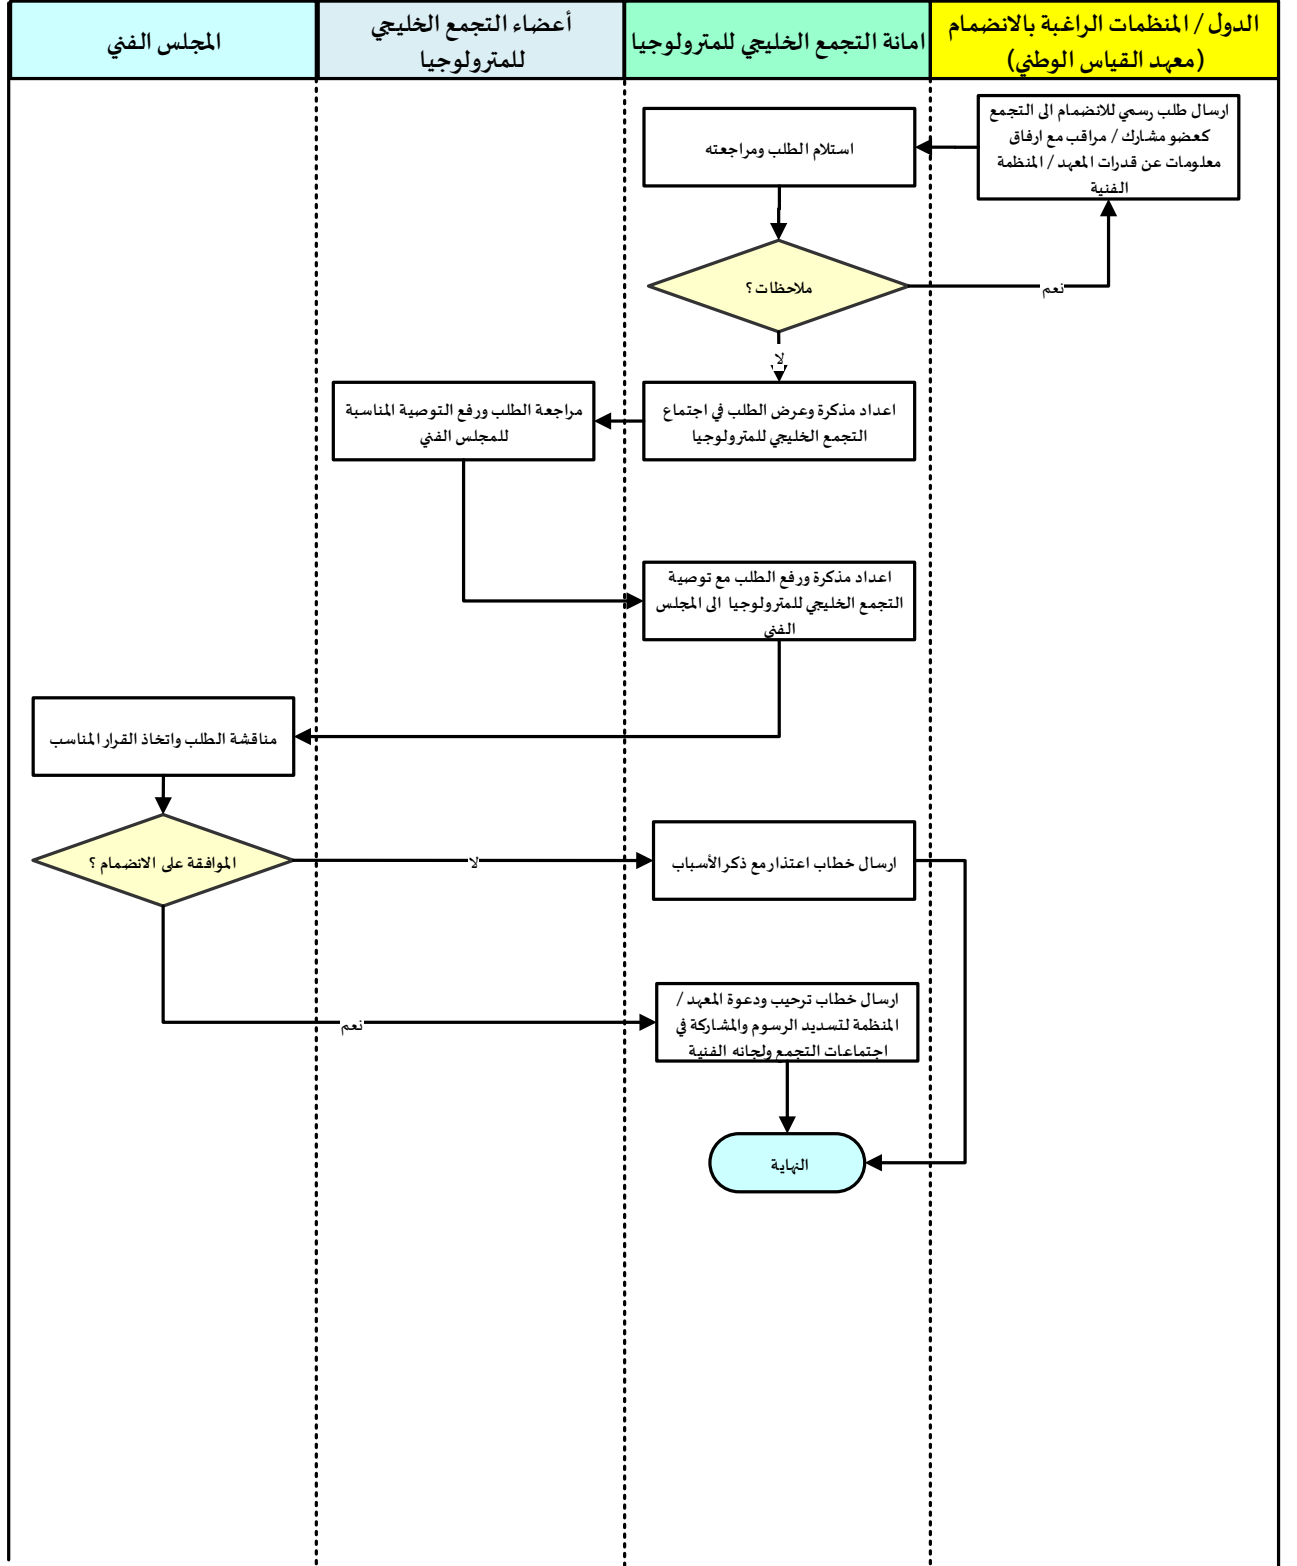 الدول / المنظمات الراغبة بالانضمام
(معهد القياس الوطني)
امانة التجمع الخليجي للمترولوجيا
أعضاء التجمع الخليجي
للمترولوجيا
المجلس الفني
ارسال طلب رسمي للانضمام الى التجمع
كعضو مشارك / مراقب مع ارفاق
معلومات عن قدرات المعهد / المنظمة
الفنية
استلام الطلب ومراجعته
ملاحظات ؟
نعم
لا
اعداد مذكرة وعرض الطلب في اجتماع
التجمع الخليجي للمترولوجيا
مراجعة الطلب ورفع التوصية المناسبة
للمجلس الفني
اعداد مذكرة ورفع الطلب مع توصية
التجمع الخليجي للمترولوجيا الى المجلس
الفني
مناقشة الطلب واتخاذ القرار المناسب
الموافقة على الانضمام ؟
لا
ارسال خطاب اعتذار مع ذكر الأسباب
نعم
ارسال خطاب ترحيب ودعوة المعهد /
المنظمة لتسديد الرسوم والمشاركة في
اجتماعات التجمع ولجانه الفنية
النهاية